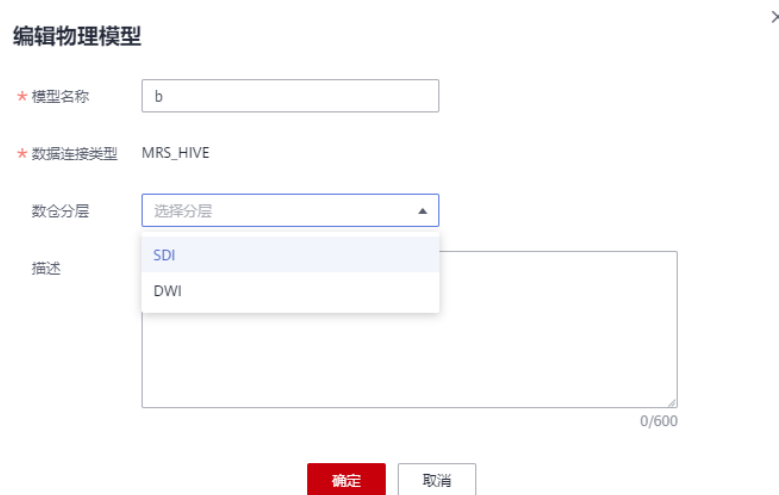 编辑物理模型
* 模型名称 b
* 数据连接类型 MRS_HIVE
数仓分层 选择分层
SDI
描述
DWI
0/600
确定 取消